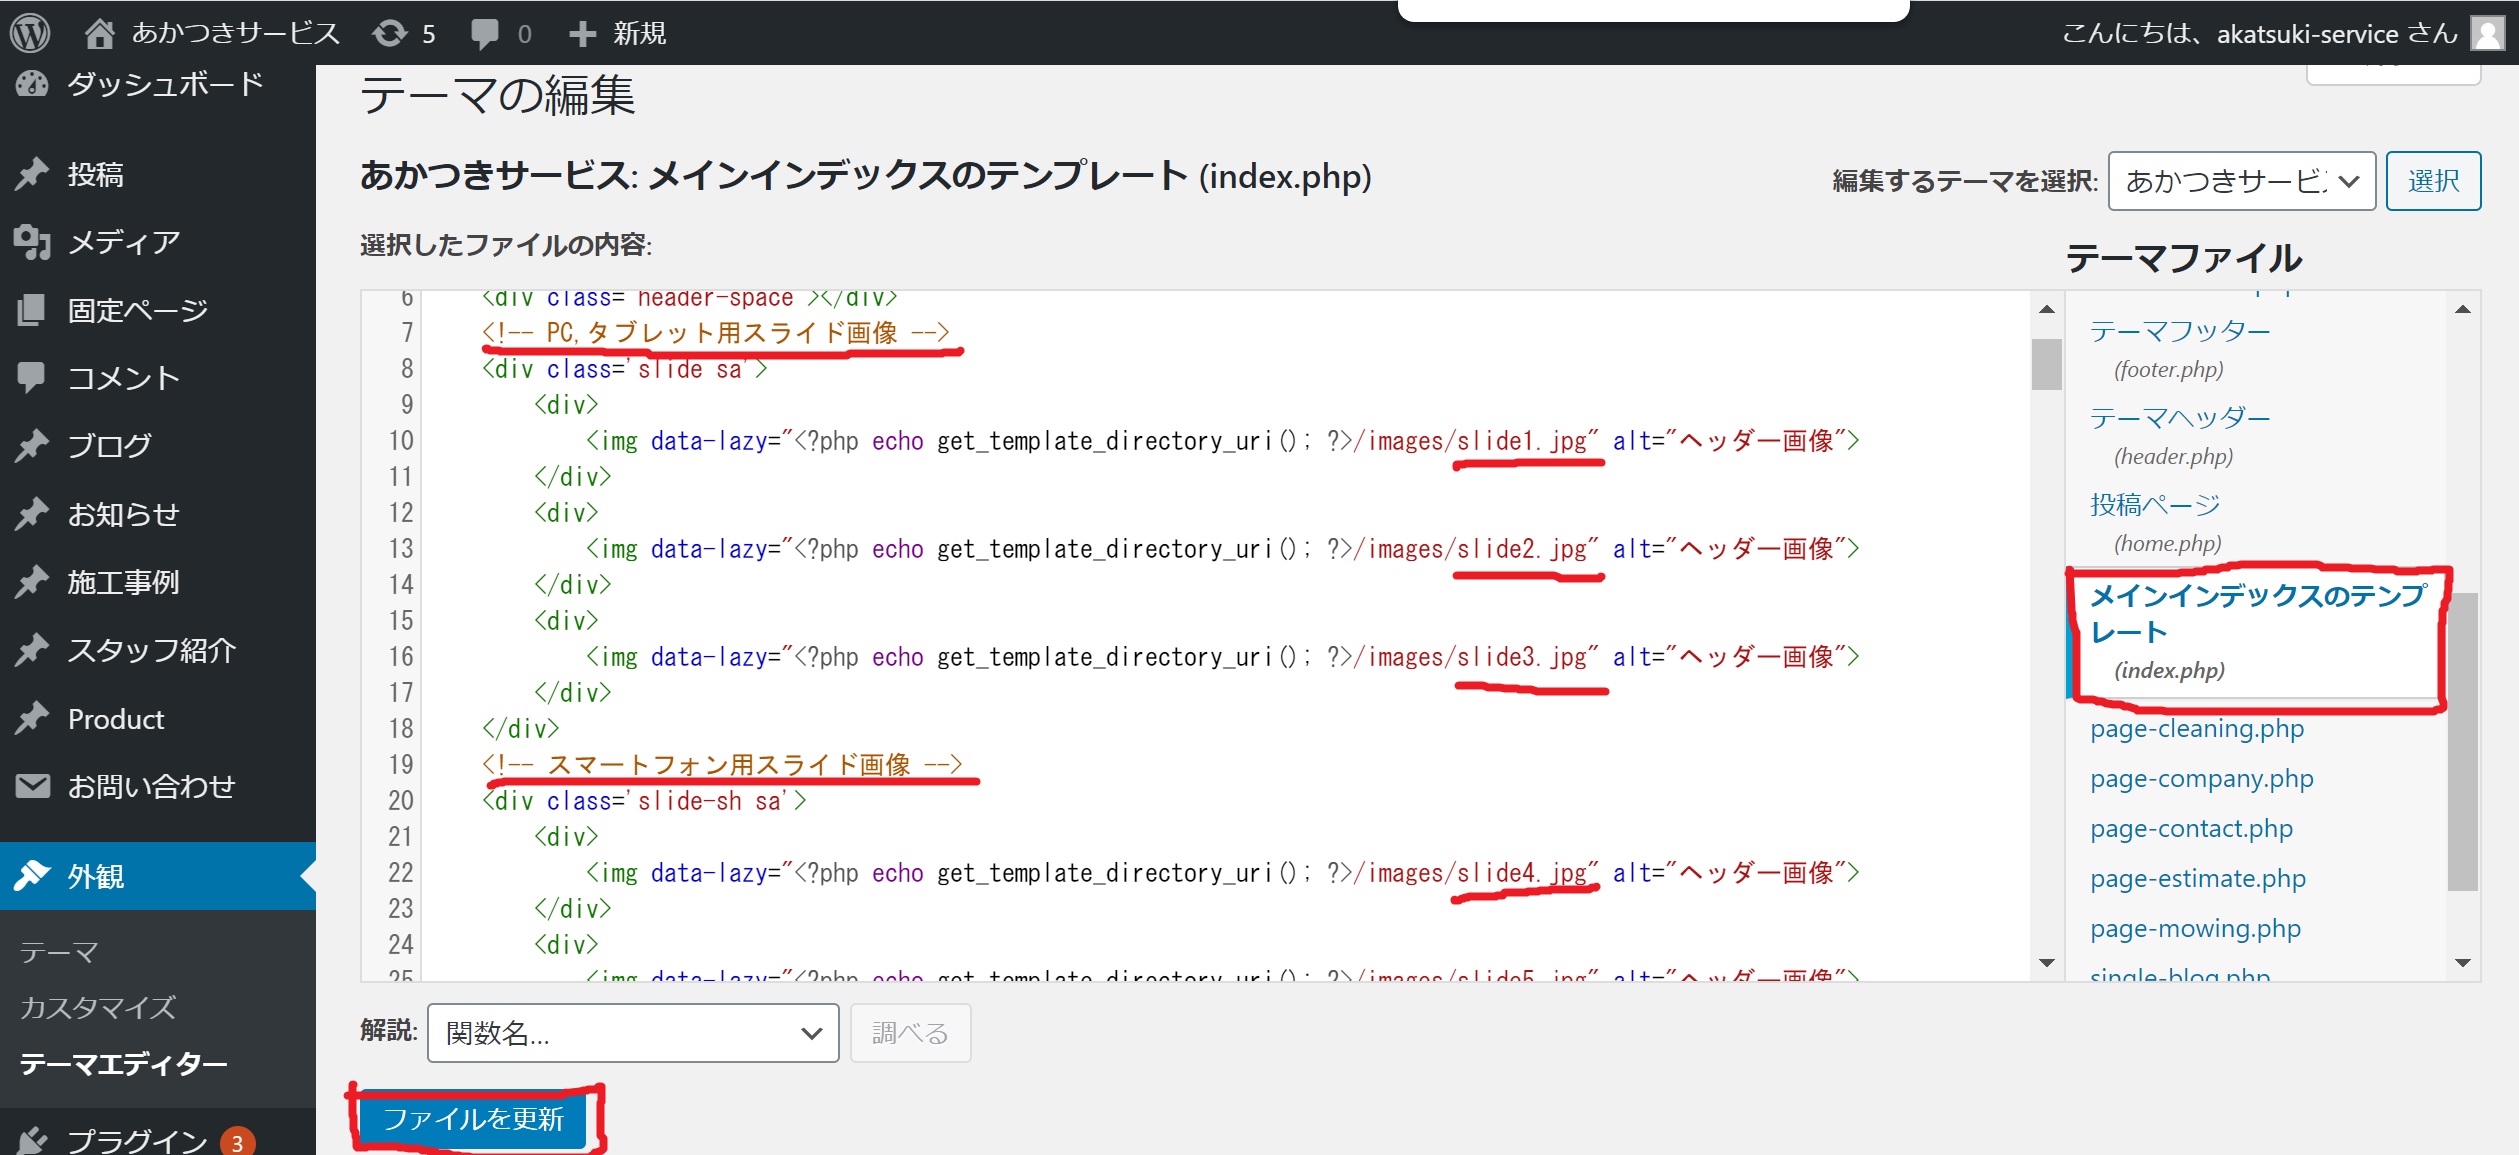 あかつきサービス 5 0 新規 こんにちは、akatsuki-service さん
ダッシュボード
投稿
メディア
固定ページ
コメント
ブログ
お知らせ
施工事例
スタッフ紹介
Product
お問い合わせ
外観
テーマ
カスタマイズ
テーマエディター
プラグイン 3
テーマの編集
あかつきサービス: メインインデックスのテンプレート (index.php)
編集するテーマを選択: あかつきサービ 選択
選択したファイルの内容:
6 <div class='header-space'></div>
7 <!-- PC,タブレット用スライド画像 -->
8 <div class='slide sa'>
9 <div>
10 <img data-lazy="<?php echo get_template_directory_uri(); ?>/images/slide1.jpg" alt="ヘッダー画像">
11 </div>
12 <div>
13 <img data-lazy="<?php echo get_template_directory_uri(); ?>/images/slide2.jpg" alt="ヘッダー画像">
14 </div>
15 <div>
16 <img data-lazy="<?php echo get_template_directory_uri(); ?>/images/slide3.jpg" alt="ヘッダー画像">
17 </div>
18 </div>
19 <!-- スマートフォン用スライド画像 -->
20 <div class='slide-sh sa'>
21 <div>
22 <img data-lazy="<?php echo get_template_directory_uri(); ?>/images/slide4.jpg" alt="ヘッダー画像">
23 </div>
24 <div>
25 <img data-lazy="<?php echo get_template_directory_uri(); ?>/images/slide5.jpg" alt="ヘッダー画像">
テーマファイル
テーマフッター
(footer.php)
テーマヘッダー
(header.php)
投稿ページ
(home.php)
メインインデックスのテンプ
レート
(index.php)
page-cleaning.php
page-company.php
page-contact.php
page-estimate.php
page-mowing.php
single-blog.php
解説: 関数名... 調べる
ファイルを更新